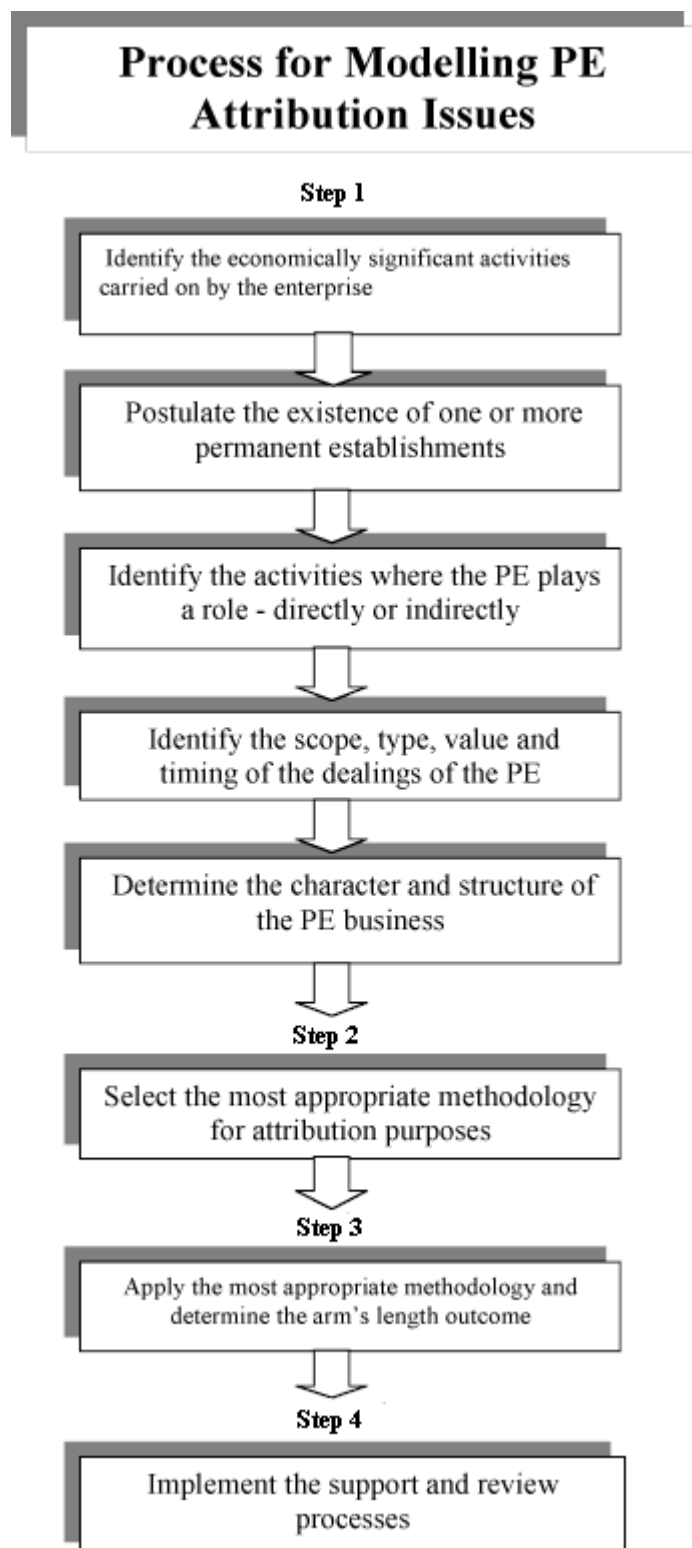 Process for Modelling PE
Attribution Issues
Step 1
Identify the economically significant activities
carried on by the enterprise
Postulate the existence of one or more
permanent establishments
Identify the activities where the PE plays
a role - directly or indirectly
Identify the scope, type, value and
timing of the dealings of the PE
Determine the character and structure of
the PE business
Step 2
Select the most appropriate methodology
for attribution purposes
Step 3
Apply the most appropriate methodology and
determine the arm's length outcome
Step 4
Implement the support and review
processes